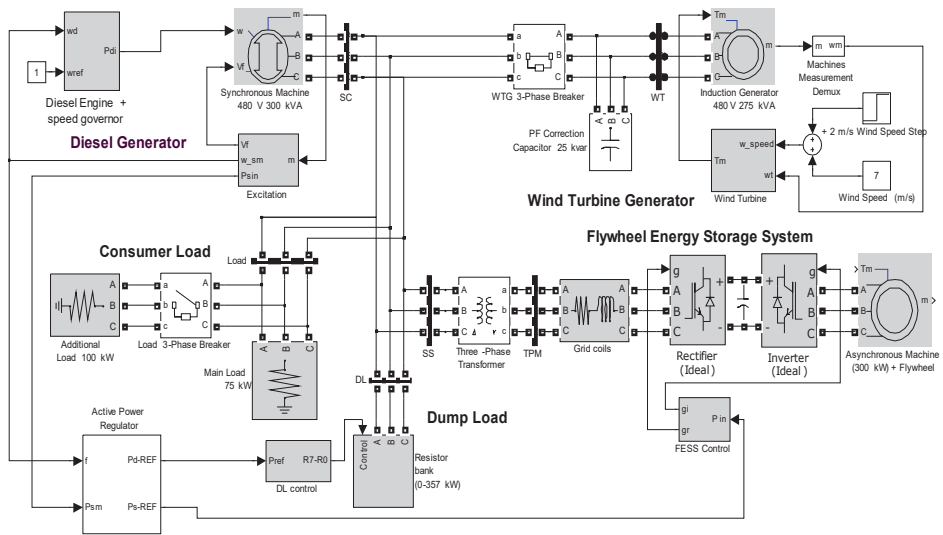 wd
Pdi
1
wref
Diesel Engine +
speed governor
Diesel Generator
w
Vf
m
A
B
C
Synchronous Machine
480 V 300 kVA
SC
Vf
w_sm
Psin
m
Excitation
a
b
c
A
B
C
WTG 3-Phase Breaker
A B C
PF Correction
Capacitor 25 kvar
WT
Tm
A
B
C
m
Induction Generator
480 V 275 kVA
m wm
Machines
Measurement
Demux
+ 2 m/s Wind Speed Step
+
+
7
Wind Speed (m/s)
w_speed
Tm
wt
Wind Turbine
Wind Turbine Generator
Consumer Load
Load
A
B
C
Additional
Load 100 kW
a
b
c
A
B
C
Load 3-Phase Breaker
A B C
Main Load
75 kW
Flywheel Energy Storage System
SS
A
B
C
a
b
c
Three -Phase
Transformer
TPM
A
B
C
A
B
C
Grid coils
g
A
B
C
+
-
Rectifier
(Ideal)
+
-
g
A
B
C
Inverter
(Ideal )
Tm
A
B
C
m
Asynchronous Machine
(300 kW) + Flywheel
gi
gr
P in
FESS Control
DL
Dump Load
Control
A
B
C
Resistor
bank
(0-357 kW)
Active Power
Regulator
f
Psm
Pd-REF
Ps-REF
Pref
R7-R0
DL control